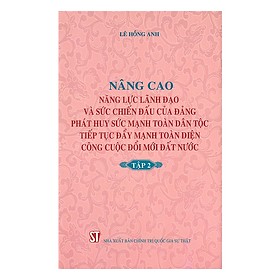 LÊ HỒNG ANH
NÂNG CAO
NĂNG LỰC LÃNH ĐẠO
VÀ SỨC CHIẾN ĐẤU CỦA ĐẢNG
PHÁT HUY SỨC MẠNH TOÀN DÂN TỘC
TIẾP TỤC ĐẨY MẠNH TOÀN DIỆN
CÔNG CUỘC ĐỔI MỚI ĐẤT NƯỚC
TẬP 2
ST
NHÀ XUẤT BẢN CHÍNH TRỊ QUỐC GIA SỰ THẬT